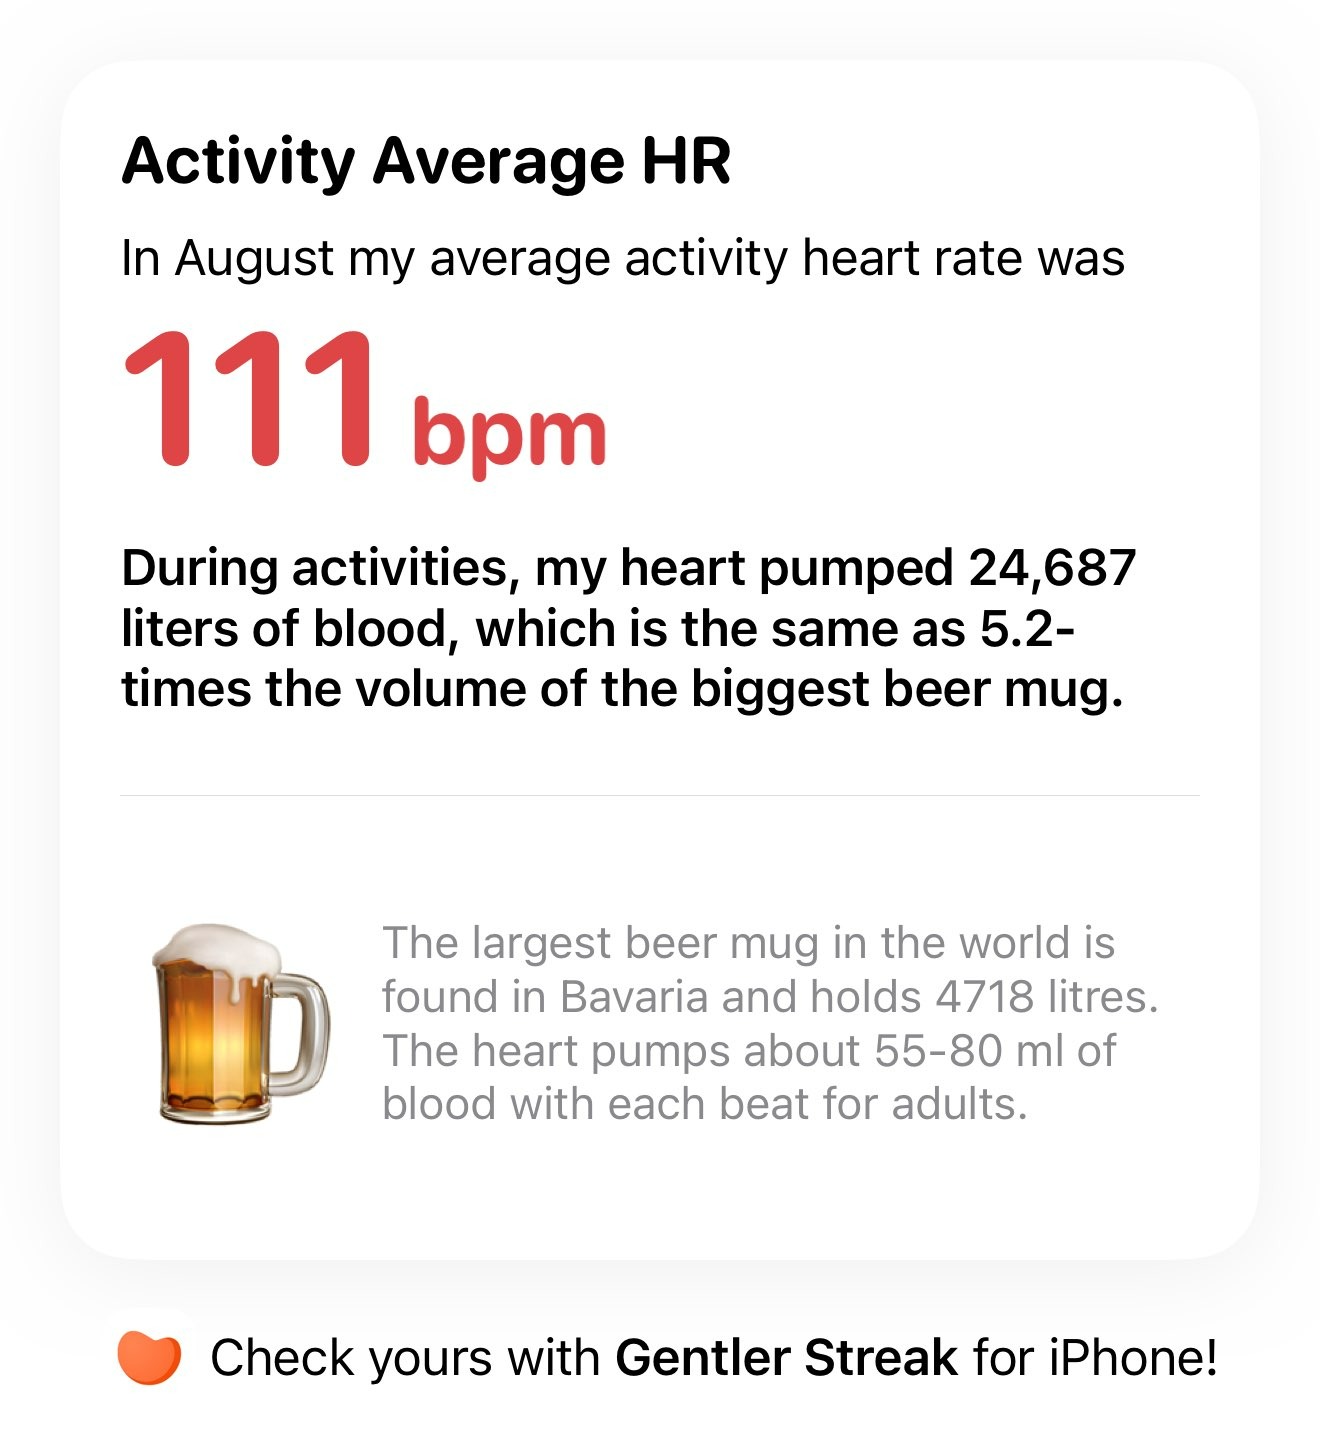 Activity Average HR
In August my average activity heart rate was
111 bpm
During activities, my heart pumped 24,687
liters of blood, which is the same as 5.2-
times the volume of the biggest beer mug.
The largest beer mug in the world is
found in Bavaria and holds 4718 litres.
The heart pumps about 55-80 ml of
blood with each beat for adults.
Check yours with Gentler Streak for iPhone!